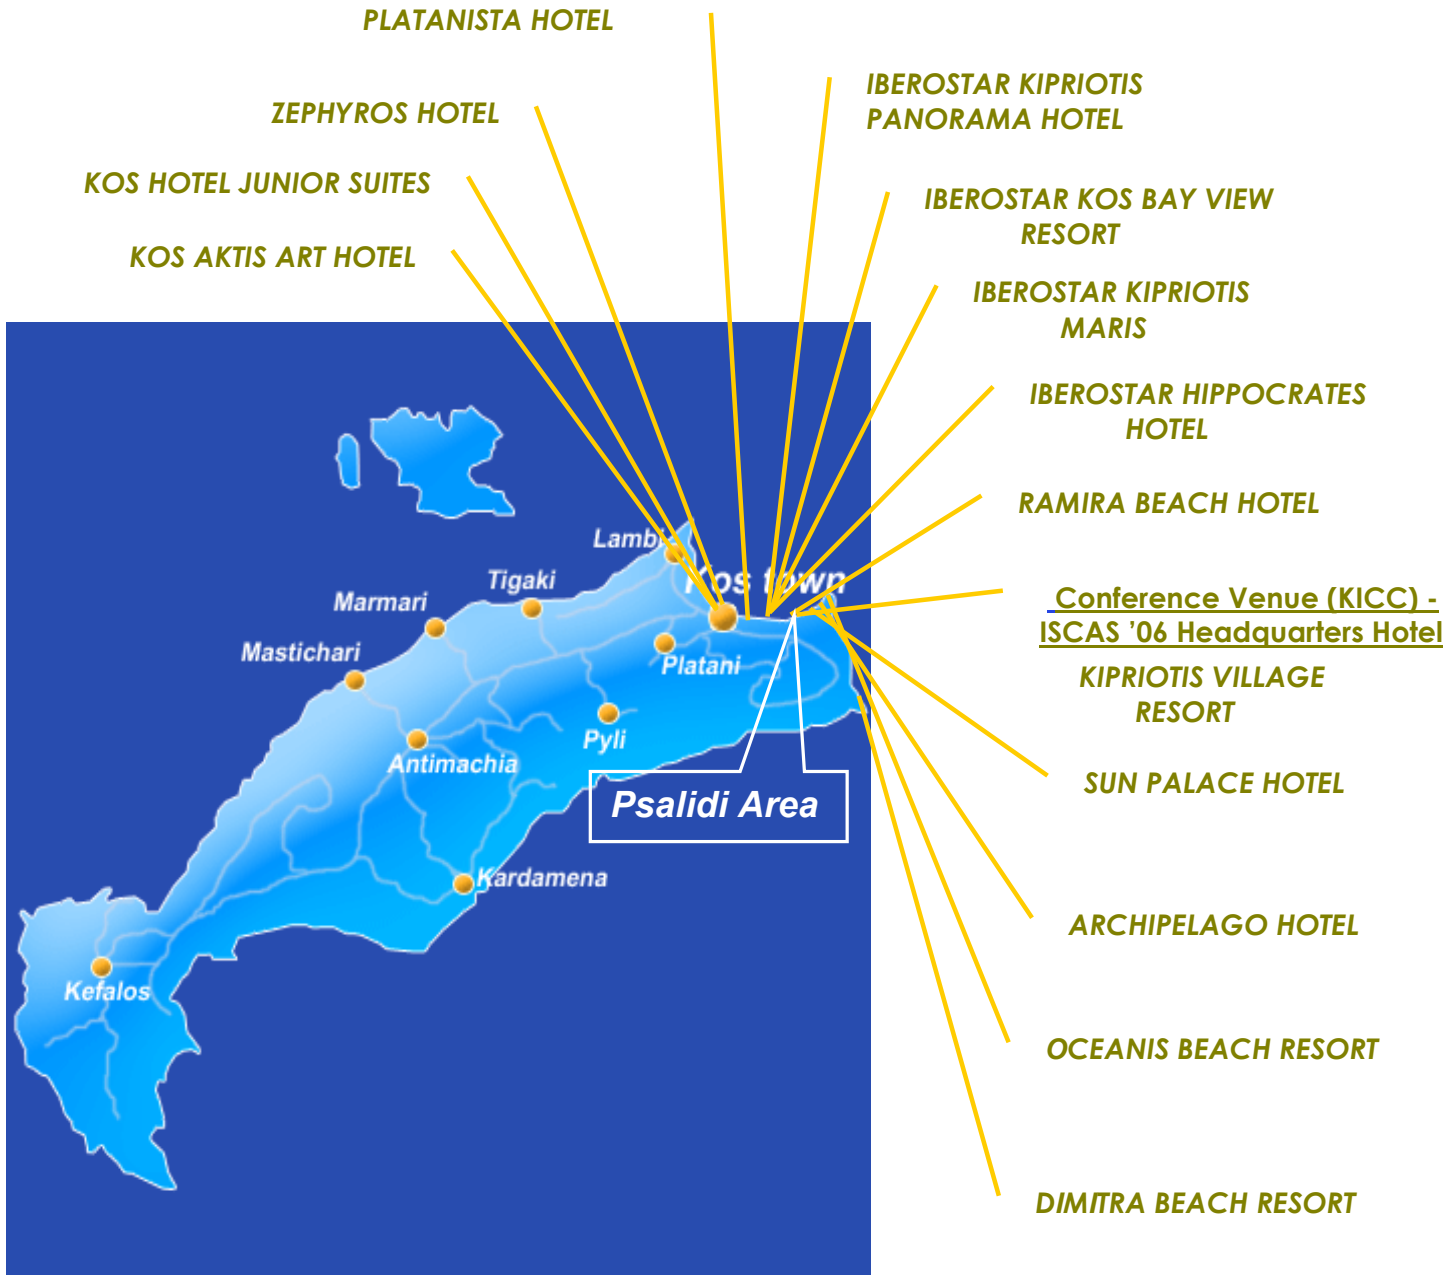 PLATANISTA HOTEL
IBEROSTAR KIPRIOTIS
PANORAMA HOTEL
ZEPHYROS HOTEL
KOS HOTEL JUNIOR SUITES
IBEROSTAR KOS BAY VIEW
RESORT
KOS AKTIS ART HOTEL
IBEROSTAR KIPRIOTIS
MARIS
IBEROSTAR HIPPOCRATES
HOTEL
RAMIRA BEACH HOTEL
Lambi
Kos town
Tigaki
Marmari
Mastichari
Platani
Conference Venue (KICC) -
ISCAS ’06 Headquarters Hotel
KIPRIOTIS VILLAGE
RESORT
Pyli
Antimachia
SUN PALACE HOTEL
Psalidi Area
Kardamena
ARCHIPELAGO HOTEL
Kefalos
OCEANIS BEACH RESORT
DIMITRA BEACH RESORT